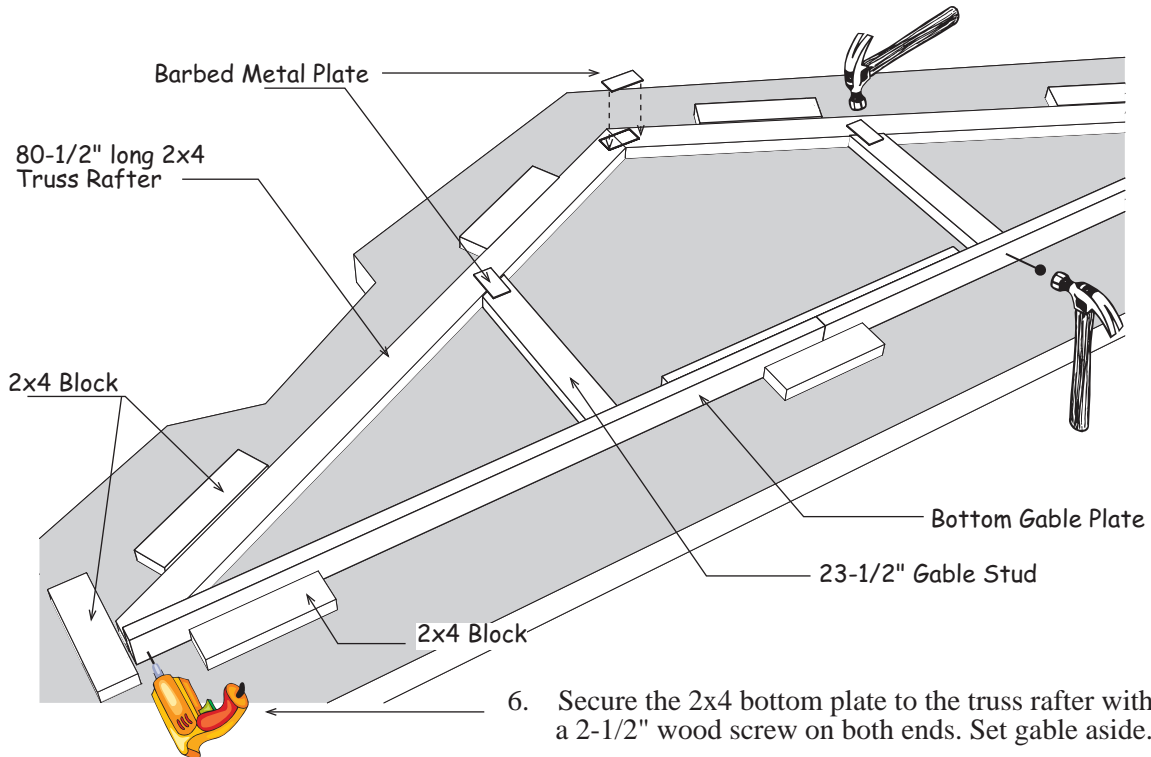 Barbed Metal Plate
80-1/2" long 2x4
Truss Rafter
2x4 Block
Bottom Gable Plate
23-1/2" Gable Stud
2x4 Block
6. Secure the 2x4 bottom plate to the truss rafter with
a 2-1/2" wood screw on both ends. Set gable aside.